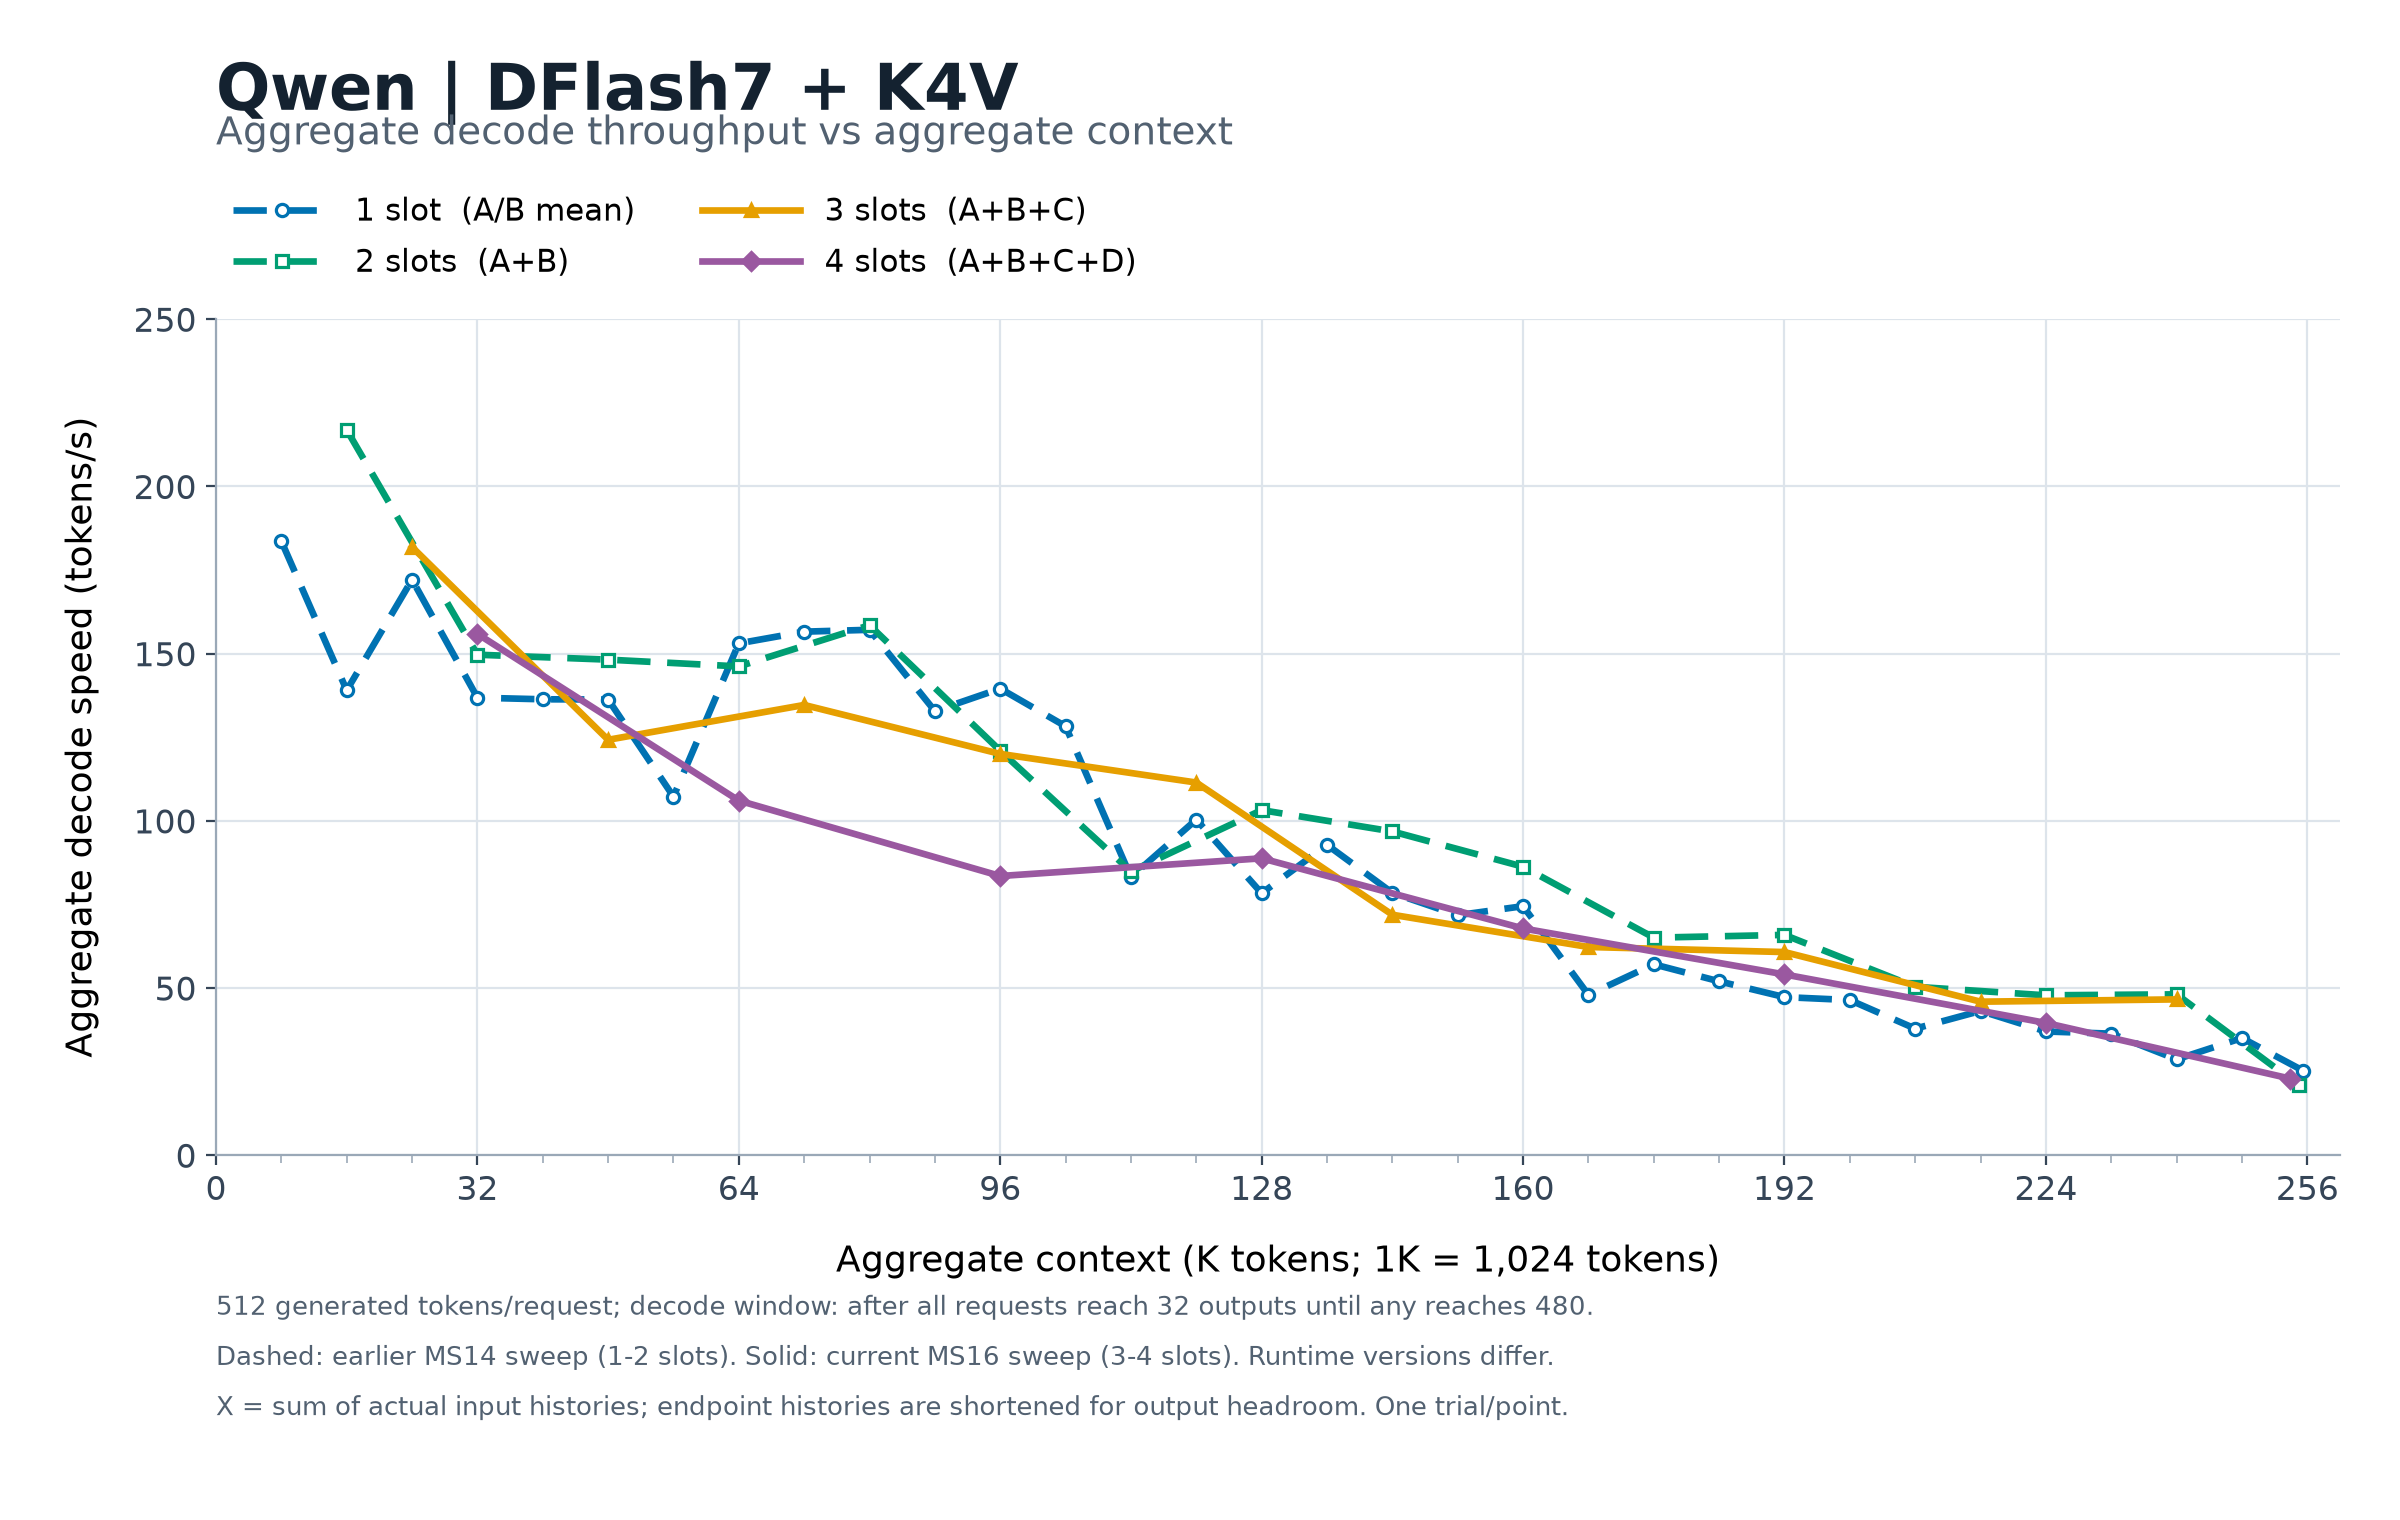 Qwen | DFlash7 + K4V
Aggregate decode throughput vs aggregate context
1 slot (A/B mean)
2 slots (A+B)
3 slots (A+B+C)
4 slots (A+B+C+D)
Aggregate decode speed (tokens/s)
250
200
150
100
50
0
0 32 64 96 128 160 192 224 256
Aggregate context (K tokens; 1K = 1,024 tokens)
512 generated tokens/request; decode window: after all requests reach 32 outputs until any reaches 480.
Dashed: earlier MS14 sweep (1-2 slots). Solid: current MS16 sweep (3-4 slots). Runtime versions differ.
X = sum of actual input histories; endpoint histories are shortened for output headroom. One trial/point.